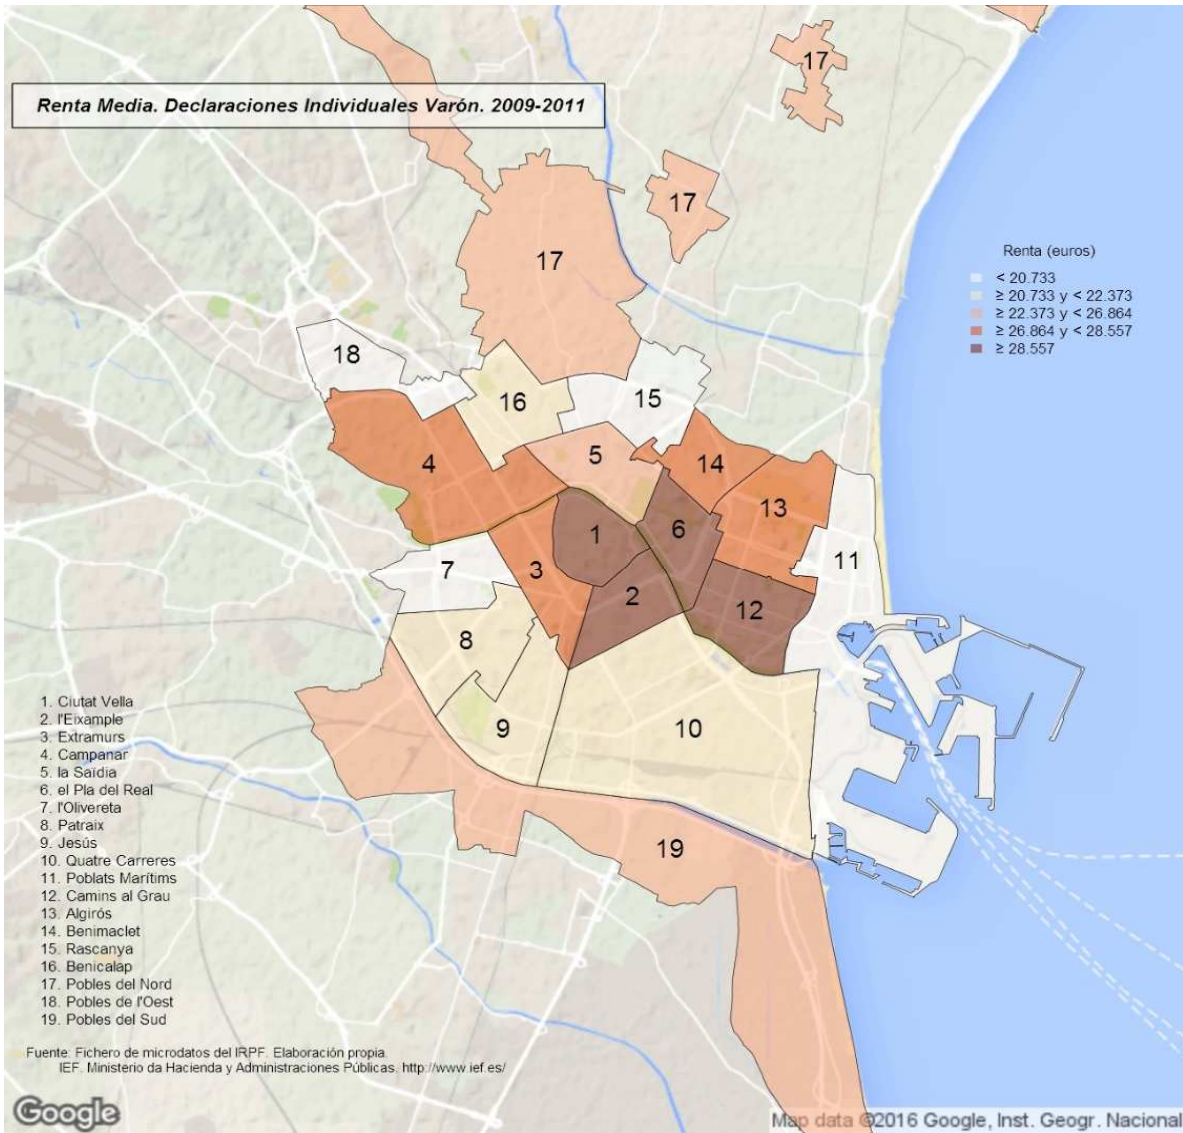 Renta Media. Declaraciones Individuales Varón. 2009-2011
17
17
17
Renta (euros)
< 20.733
≥ 20.733 y < 22.373
≥ 22.373 y < 26.864
≥ 26.864 y < 28.557
≥ 28.557
18
16
15
5
4
14
13
1
6
11
7
3
2
12
8
9
10
19
1. Ciutat Vella
2. l'Eixample
3. Extramurs
4. Campanar
5. la Saïdia
6. el Pla del Real
7. l'Olivereta
8. Patraix
9. Jesús
10. Quatre Carreres
11. Poblats Marítims
12. Camins al Grau
13. Algirós
14. Benimaclet
15. Rascanya
16. Benicalap
17. Pobles del Nord
18. Pobles de l'Oest
19. Pobles del Sud
Fuente: Fichero de microdatos del IRPF. Elaboración propia.
IEF. Ministerio da Hacienda y Administraciones Públicas. http://www.ief.es/
Google
Map data ©2016 Google, Inst. Geogr. Nacional